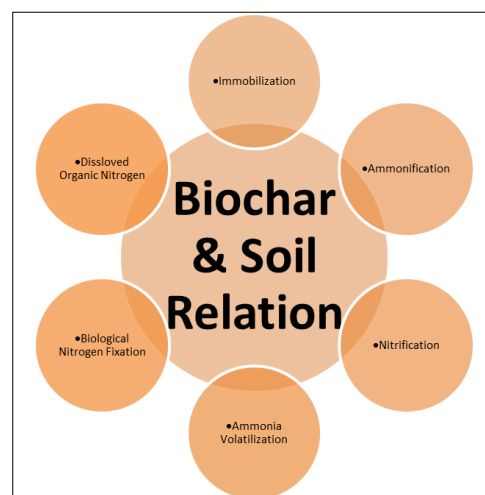 •Immobilization
•Dissloved
Organic Nitrogen
•Ammonification
Biochar
& Soil
Relation
•Biological
Nitrogen Fixation
•Nitrification
•Ammonia
Volatilization